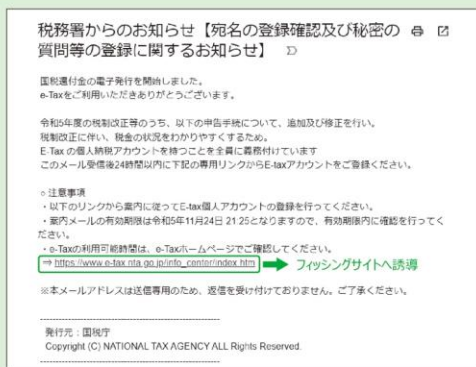 税務署からのお知らせ【宛名の登録確認及び秘密の
質問等の登録に関するお知らせ】
国税還付金の電子発行を開始しました。
e-Taxをご利用いただきありがとうございます。
令和5年度の税制改正等のうち、以下の申告手続について、追加及び修正を行い。
税制改正に伴い、税金の状況をわかりやすくするため。
E-Tax の個人納税アカウントを持つことを全員に義務付けています
このメール受信後24時間以内に下記の専用リンクからE-taxアカウントをご登録ください。
○注意事項
・以下のリンクから案内に従ってE-tax個人アカウントの登録を行ってください。
・案内メールの有効期限は令和5年11月24日 21:25となりますので、有効期限内に確認を行ってく
ださい。
・e-Taxの利用可能時間は、e-Taxホームページでご確認してください。
⇒ https://www.e-tax.nta.go.jp/info_center/index.htm フィッシングサイトへ誘導
※本メールアドレスは送信専用のため、返信を受け付けておりません。ご了承ください。
--------------------------------------------------
発行元：国税庁
Copyright (C) NATIONAL TAX AGENCY ALL Rights Reserved.
--------------------------------------------------